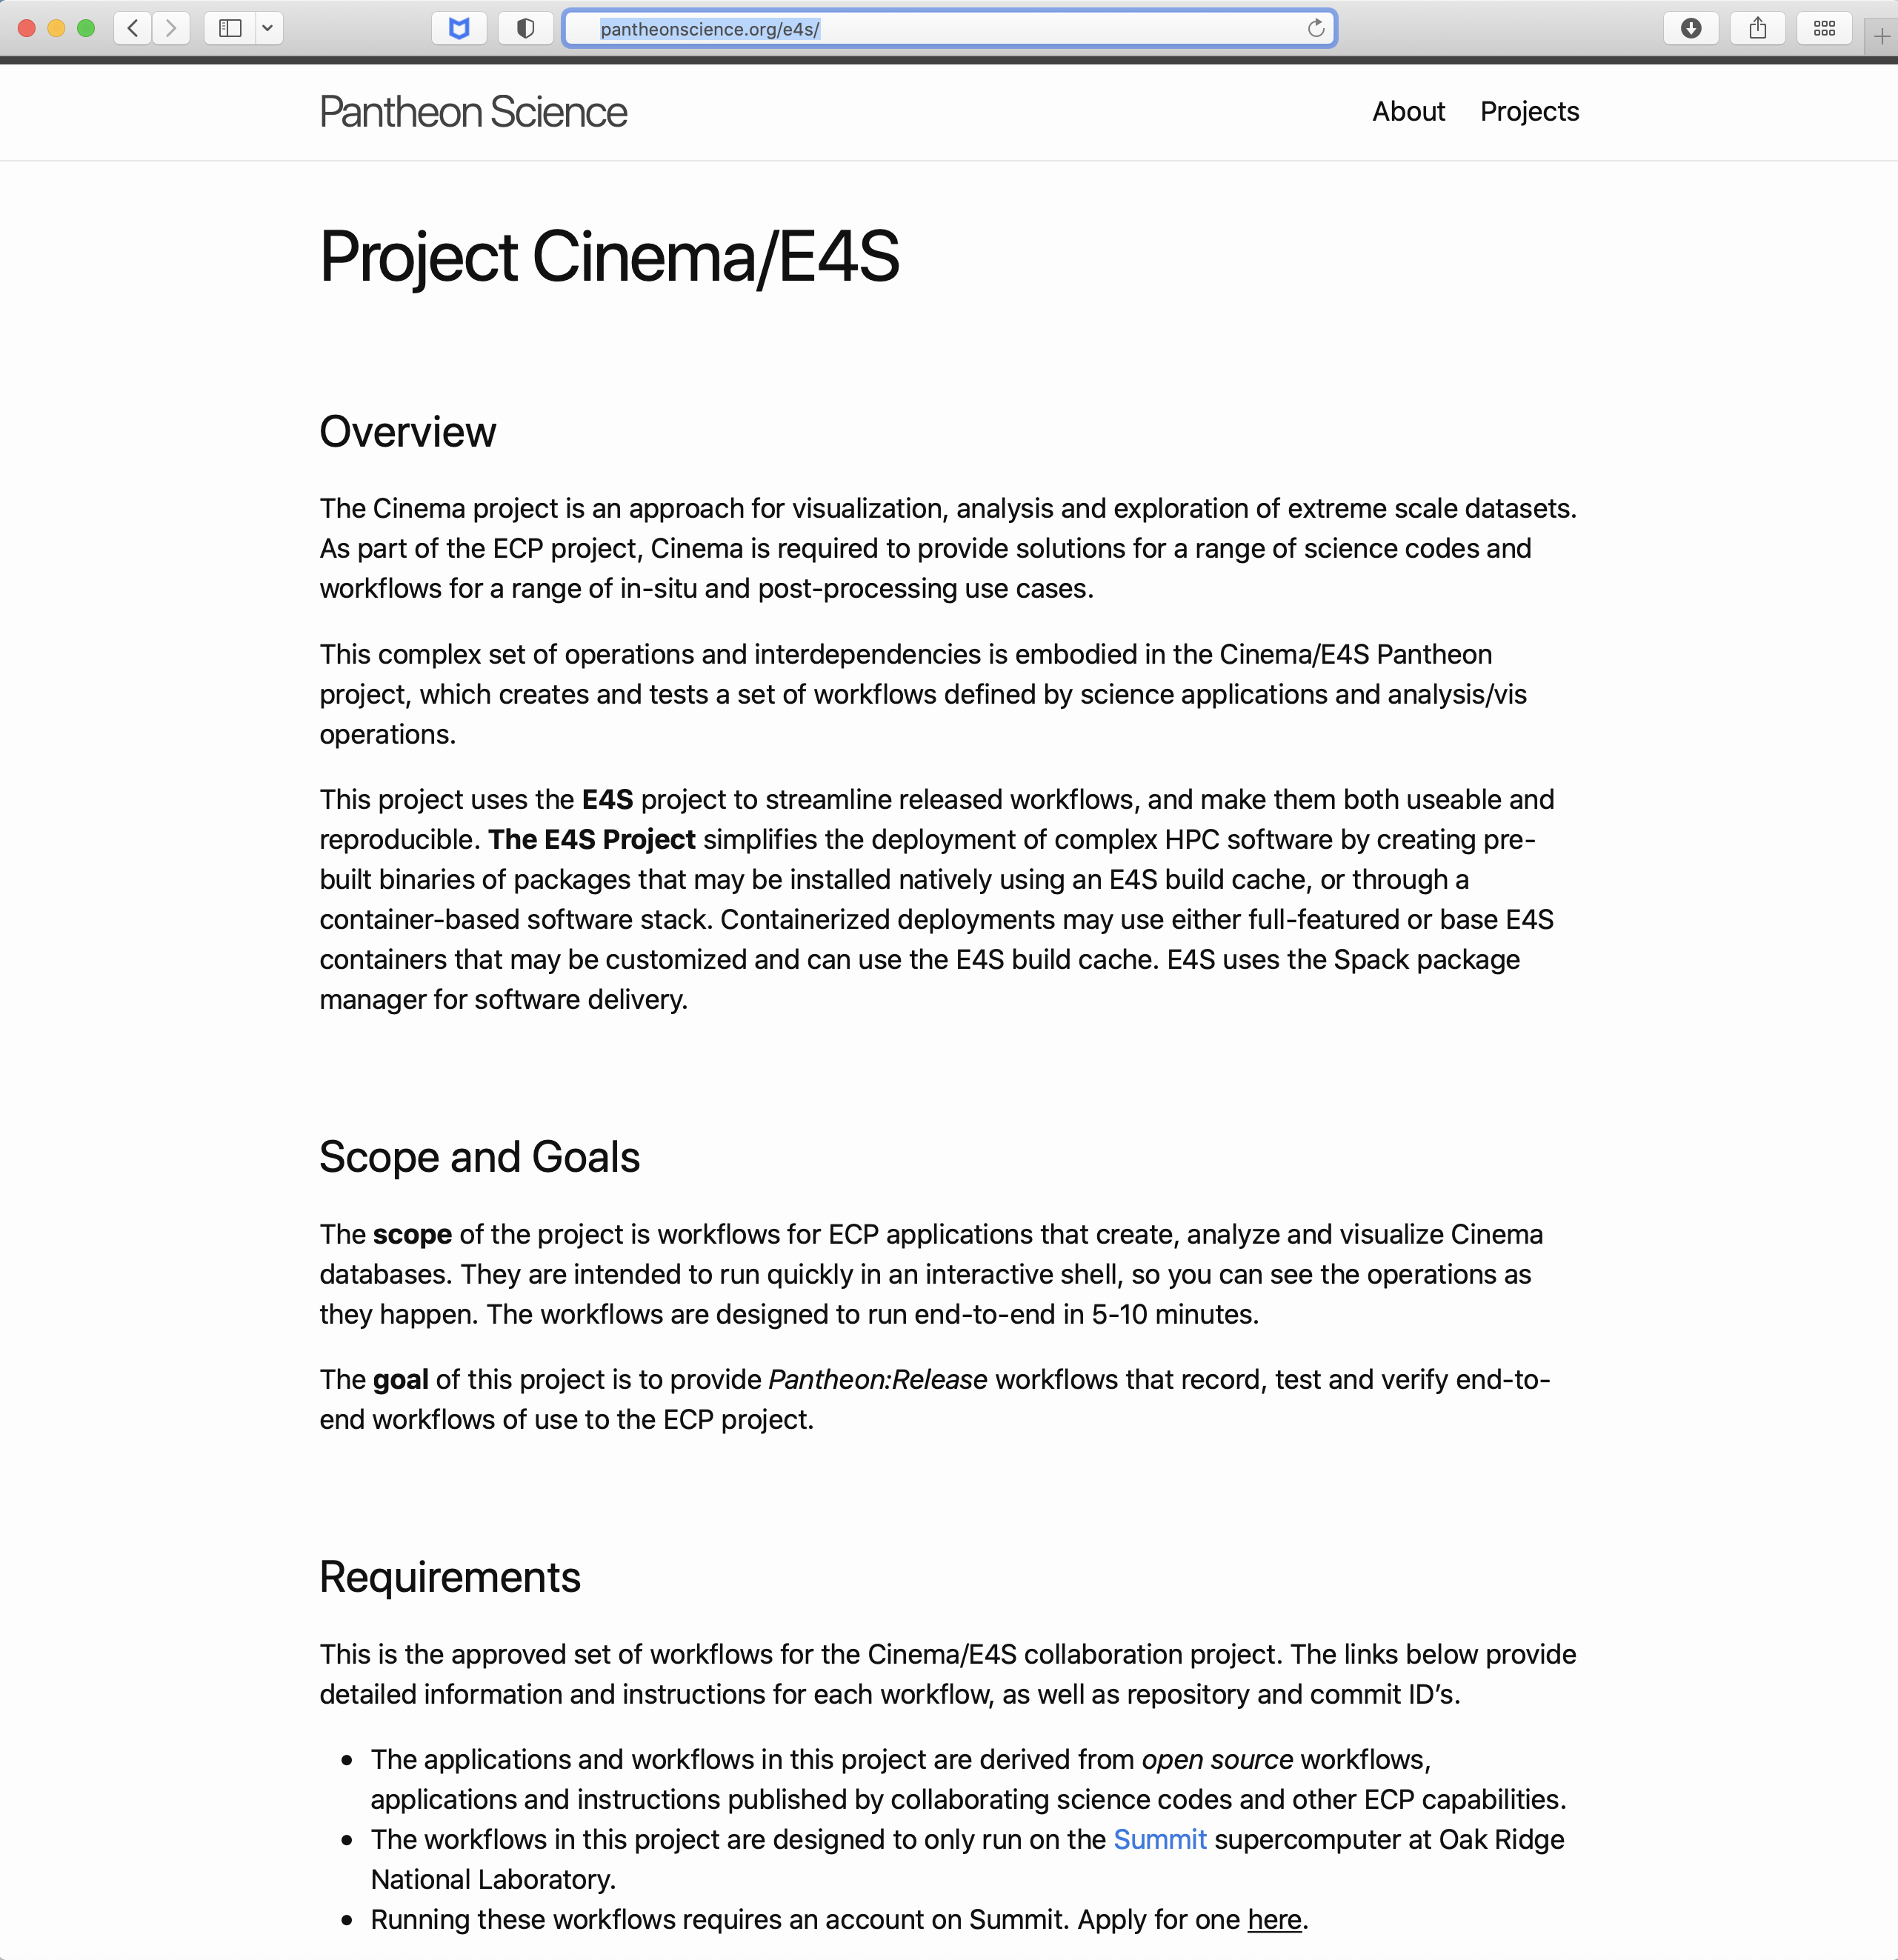 pantheonscience.org/e4s/
Pantheon Science
About Projects
Project Cinema/E4S
Overview
The Cinema project is an approach for visualization, analysis and exploration of extreme scale datasets.
As part of the ECP project, Cinema is required to provide solutions for a range of science codes and
workflows for a range of in-situ and post-processing use cases.
This complex set of operations and interdependencies is embodied in the Cinema/E4S Pantheon
project, which creates and tests a set of workflows defined by science applications and analysis/vis
operations.
This project uses the E4S project to streamline released workflows, and make them both useable and
reproducible. The E4S Project simplifies the deployment of complex HPC software by creating pre-
built binaries of packages that may be installed natively using an E4S build cache, or through a
container-based software stack. Containerized deployments may use either full-featured or base E4S
containers that may be customized and can use the E4S build cache. E4S uses the Spack package
manager for software delivery.
Scope and Goals
The scope of the project is workflows for ECP applications that create, analyze and visualize Cinema
databases. They are intended to run quickly in an interactive shell, so you can see the operations as
they happen. The workflows are designed to run end-to-end in 5-10 minutes.
The goal of this project is to provide Pantheon:Release workflows that record, test and verify end-to-
end workflows of use to the ECP project.
Requirements
This is the approved set of workflows for the Cinema/E4S collaboration project. The links below provide
detailed information and instructions for each workflow, as well as repository and commit ID’s.
• The applications and workflows in this project are derived from open source workflows,
applications and instructions published by collaborating science codes and other ECP capabilities.
• The workflows in this project are designed to only run on the Summit supercomputer at Oak Ridge
National Laboratory.
• Running these workflows requires an account on Summit. Apply for one here.